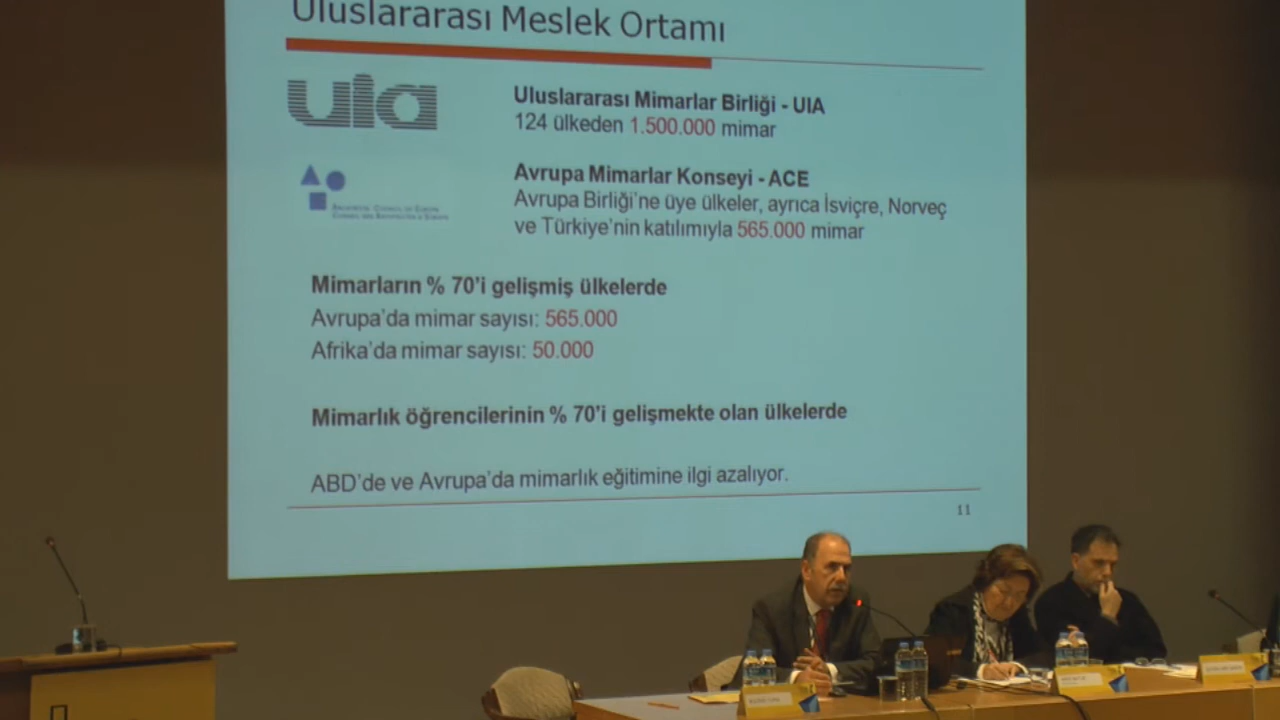 Uluslararası Meslek Ortamı
uia
Uluslararası Mimarlar Birliği - UIA
124 ülkeden 1.500.000 mimar
Avrupa Mimarlar Konseyi - ACE
Avrupa Birliği'ne üye ülkeler, ayrıca İsviçre, Norveç
ve Türkiye'nin katılımıyla 565.000 mimar
Mimarların % 70'i gelişmiş ülkelerde
Avrupa'da mimar sayısı: 565.000
Afrika'da mimar sayısı: 50.000
Mimarlık öğrencilerinin % 70'i gelişmekte olan ülkelerde
ABD'de ve Avrupa'da mimarlık eğitimine ilgi azalıyor.
11